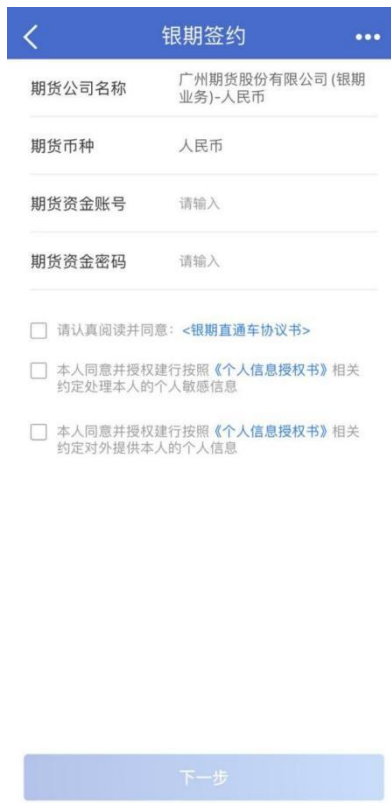 银期签约
期货公司名称
广州期货股份有限公司(银期
业务)-人民币
期货币种
人民币
期货资金账号
请输入
期货资金密码
请输入
请认真阅读并同意：<银期直通车协议书>
本人同意并授权建行按照《个人信息授权书》相关
约定处理本人的个人敏感信息
本人同意并授权建行按照《个人信息授权书》相关
约定对外提供本人的个人信息
下一步